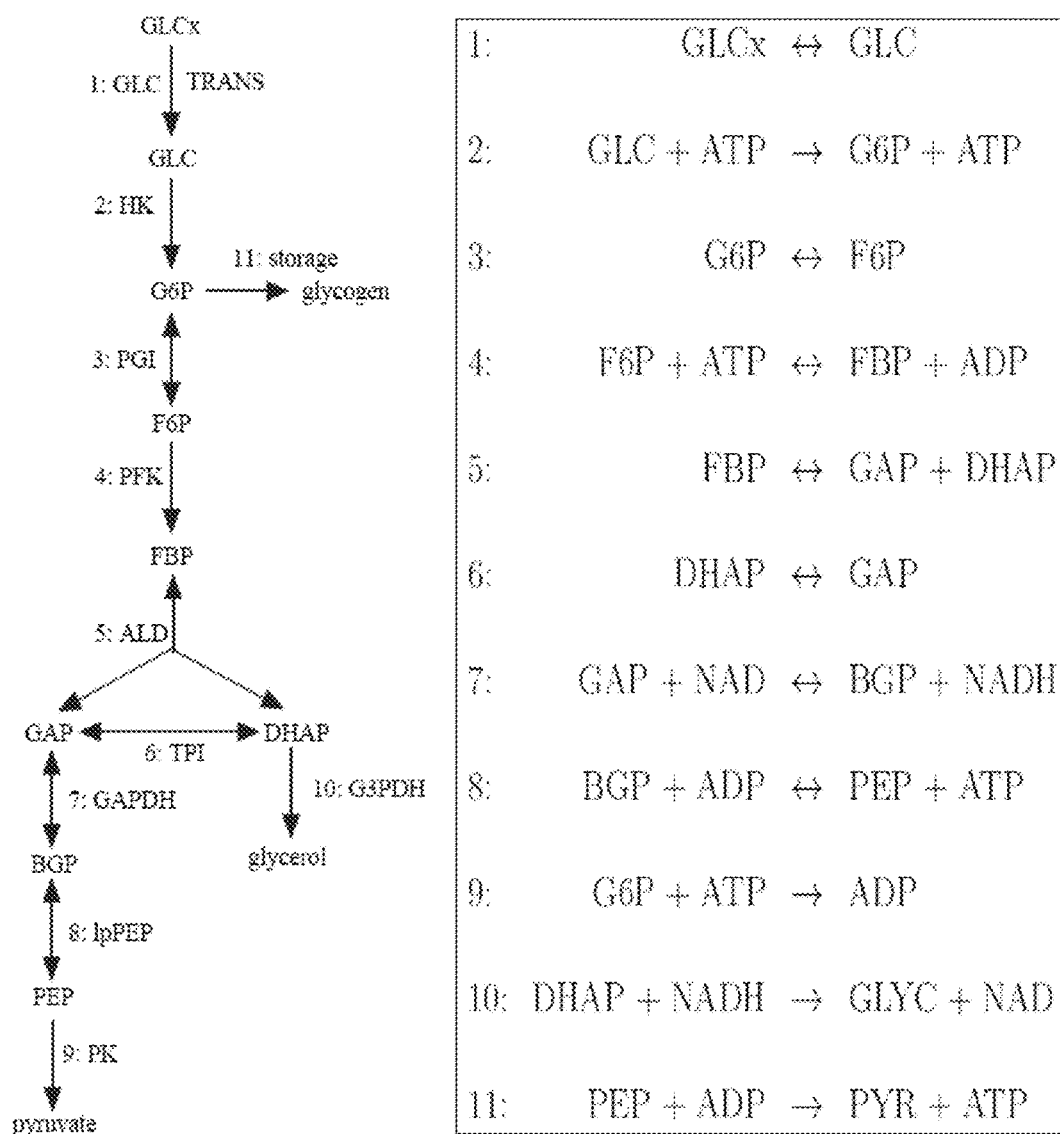 GLCx
1: GLC TRANS
GLC
2: HK
11: storage
G6P
glycogen
3: PGI
F6P
4: PFK
FBP
5: ALD
GAP
DHAP
6: TPI
7: GAPDH
10: G3PDH
BGP
glycerol
8: lpPEP
PEP
9: PK
pyruvate
1: GLCx ↔ GLC
2: GLC + ATP → G6P + ATP
3: G6P ↔ F6P
4: F6P + ATP ↔ FBP + ADP
5: FBP ↔ GAP + DHAP
6: DHAP ↔ GAP
7: GAP + NAD ↔ BGP + NADH
8: BGP + ADP ↔ PEP + ATP
9: G6P + ATP → ADP
10: DHAP + NADH → GLYC + NAD
11: PEP + ADP → PYR + ATP